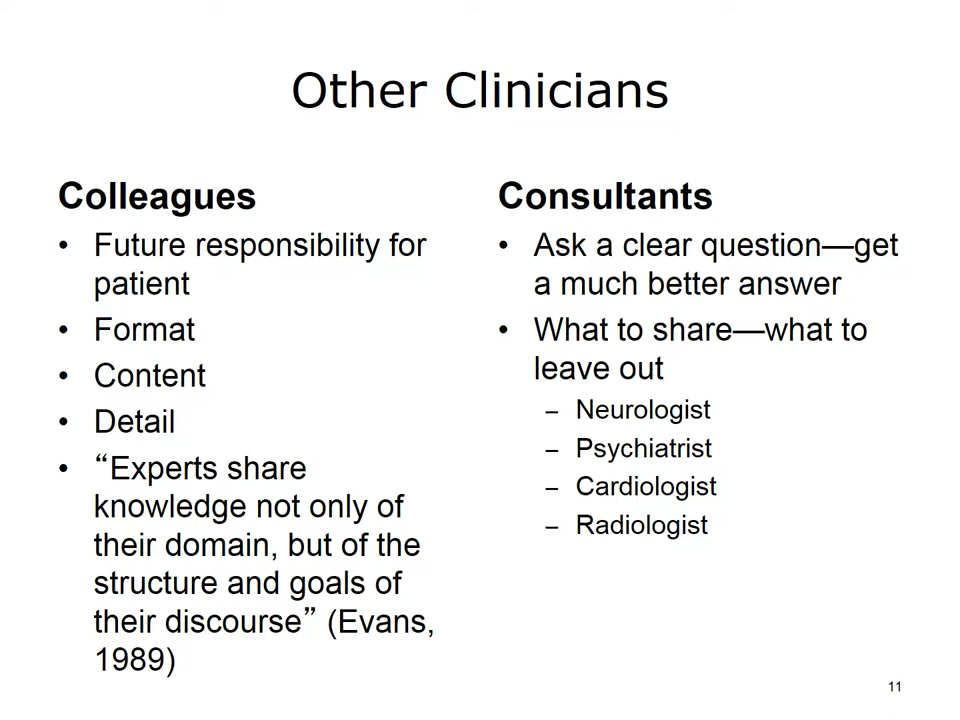 Other Clinicians
Colleagues
• Future responsibility for
patient
• Format
• Content
• Detail
• “Experts share
knowledge not only of
their domain, but of the
structure and goals of
their discourse” (Evans,
1989)
Consultants
• Ask a clear question—get
a much better answer
• What to share—what to
leave out
– Neurologist
– Psychiatrist
– Cardiologist
– Radiologist
11